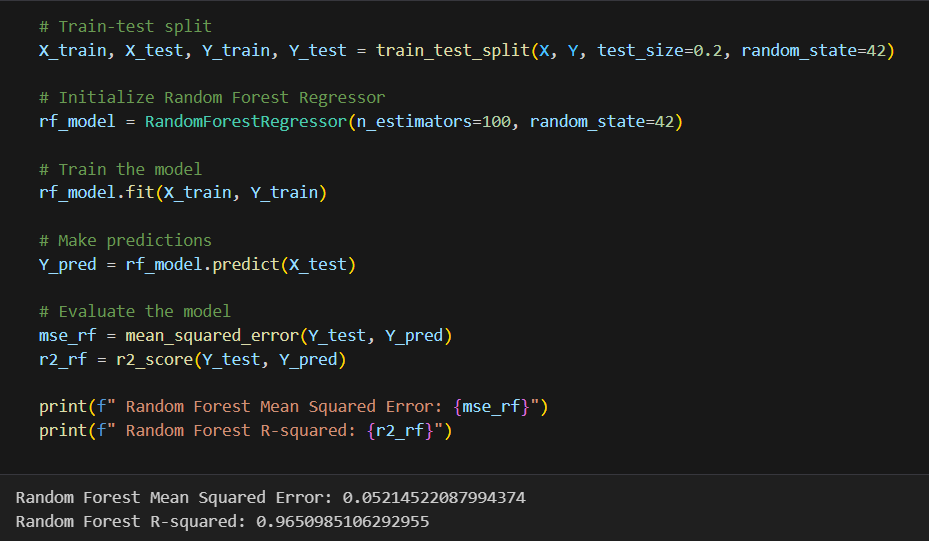 # Train-test split
X_train, X_test, Y_train, Y_test = train_test_split(X, Y, test_size=0.2, random_state=42)
# Initialize Random Forest Regressor
rf_model = RandomForestRegressor(n_estimators=100, random_state=42)
# Train the model
rf_model.fit(X_train, Y_train)
# Make predictions
Y_pred = rf_model.predict(X_test)
# Evaluate the model
mse_rf = mean_squared_error(Y_test, Y_pred)
r2_rf = r2_score(Y_test, Y_pred)
print(f" Random Forest Mean Squared Error: {mse_rf}")
print(f" Random Forest R-squared: {r2_rf}")
Random Forest Mean Squared Error: 0.05214522087994374
Random Forest R-squared: 0.9650985106292955